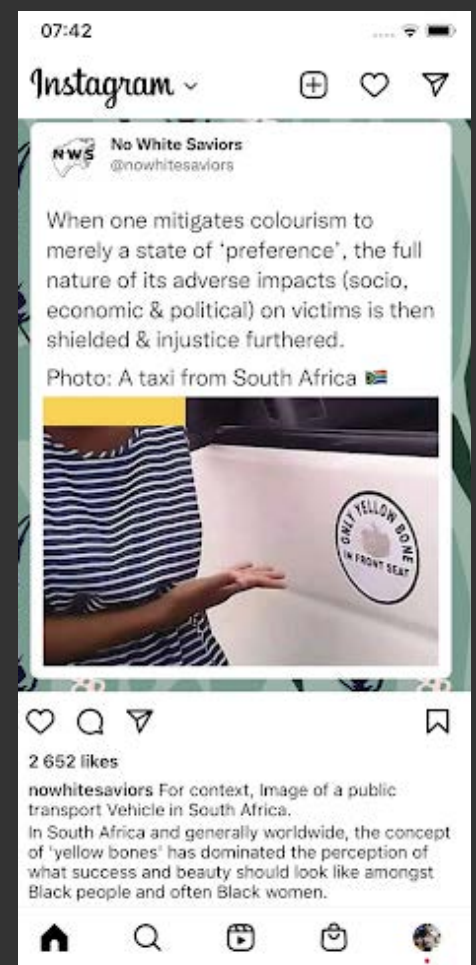 07:42
Instagram
NWS
No White Saviors
@nowhitesaviors
When one mitigates colourism to
merely a state of 'preference', the full
nature of its adverse impacts (socio,
economic & political) on victims is then
shielded & injustice furthered.
Photo: A taxi from South Africa 🇿🇦
ONLY YELLOW BONE
IN FRONT SEAT
2 652 likes
nowhitesaviors For context, Image of a public
transport Vehicle in South Africa.
In South Africa and generally worldwide, the concept
of 'yellow bones' has dominated the perception of
what success and beauty should look like amongst
Black people and often Black women.